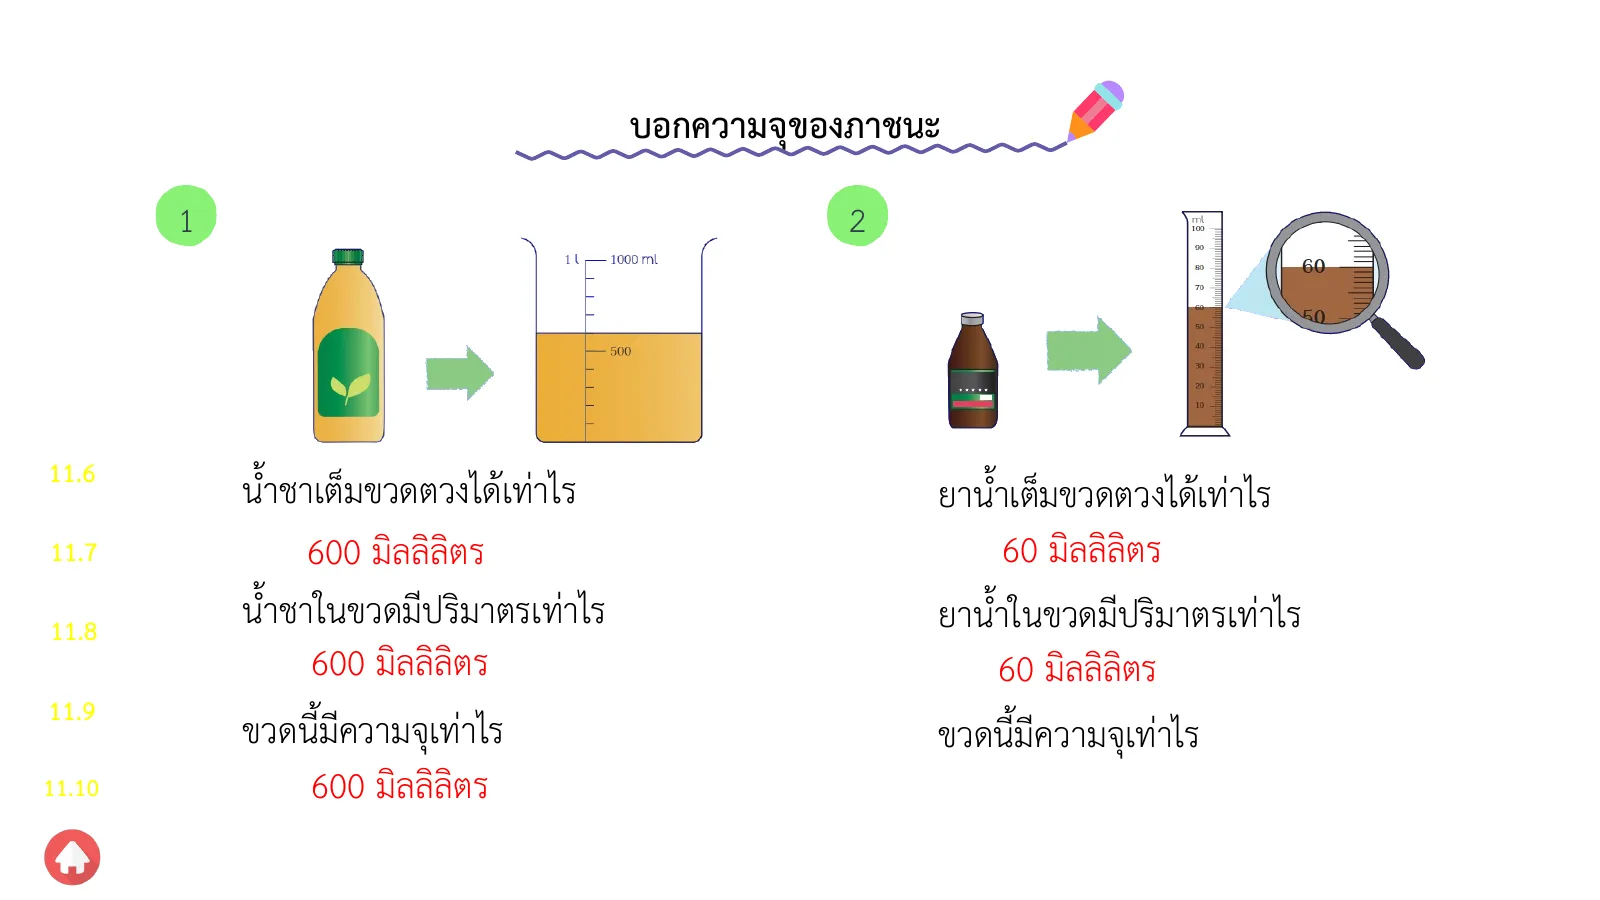 บอกความจุของภาชนะ
1
1 l 1000 ml
500
น้ำชาเต็มขวดตวงได้เท่าไร
600 มิลลิลิตร
น้ำชาในขวดมีปริมาตรเท่าไร
600 มิลลิลิตร
ขวดนี้มีความจุเท่าไร
600 มิลลิลิตร
2
ml
100
90
80
70
60
50
40
30
20
10
60
50
ยาน้ำเต็มขวดตวงได้เท่าไร
60 มิลลิลิตร
ยาน้ำในขวดมีปริมาตรเท่าไร
60 มิลลิลิตร
ขวดนี้มีความจุเท่าไร
11.6
11.7
11.8
11.9
11.10